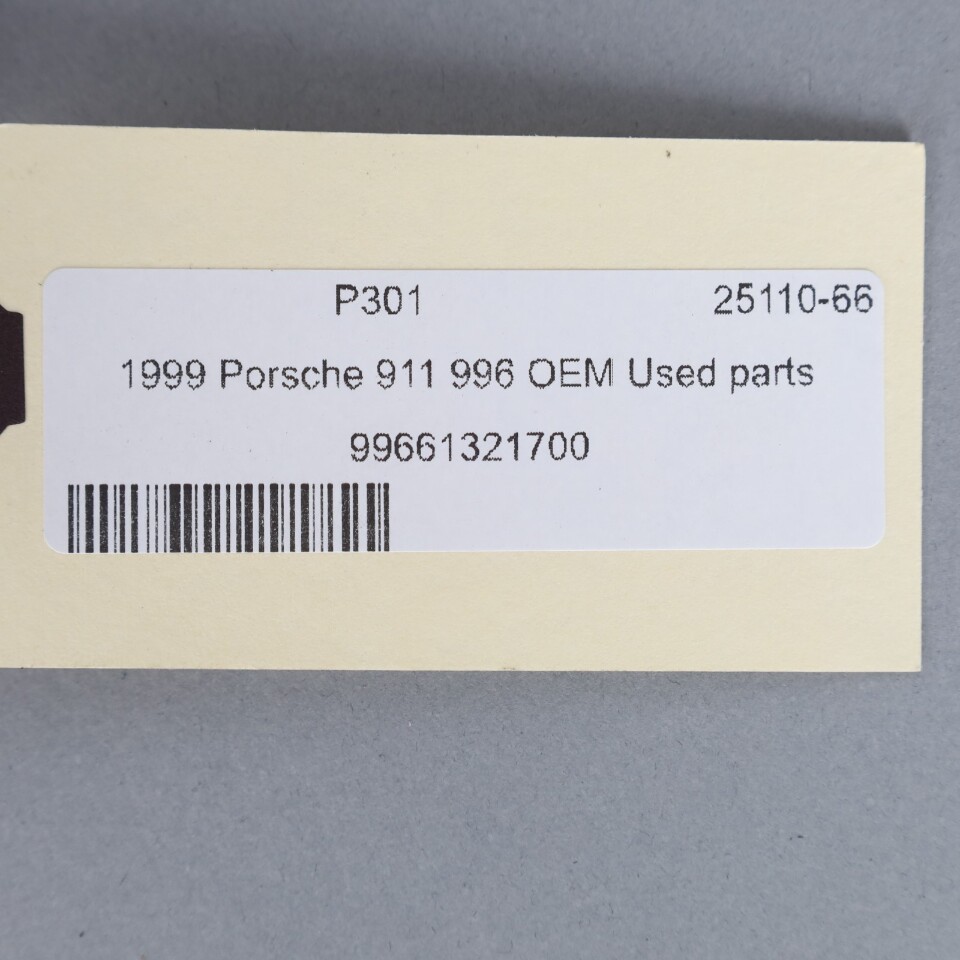 P301 25110-66
1999 Porsche 911 996 OEM Used parts
99661321700